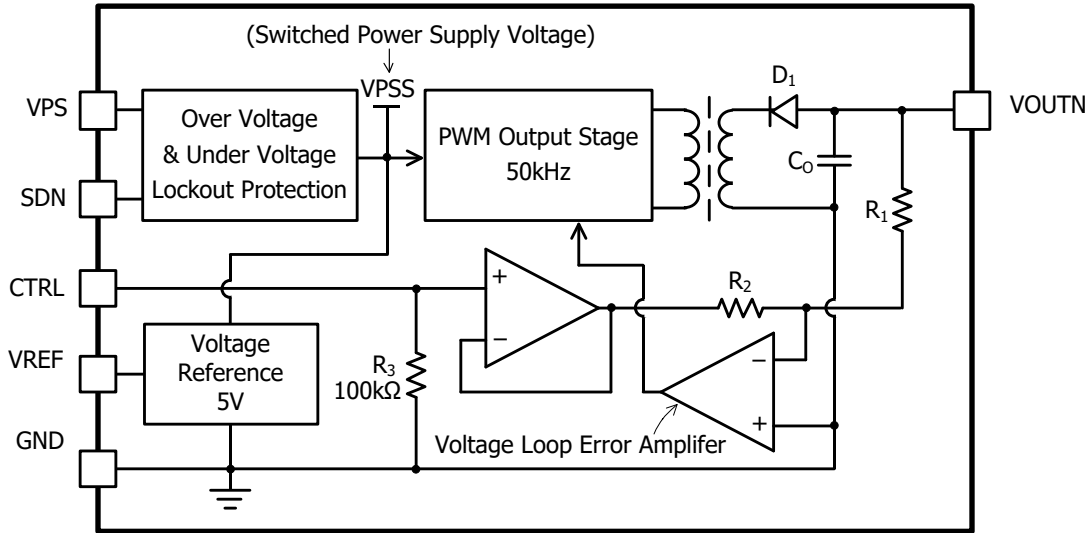 (Switched Power Supply Voltage)
VPSS
VPS
SDN
Over Voltage
& Under Voltage
Lockout Protection
PWM Output Stage
50kHz
D1
CO
R1
VOUTN
CTRL
VREF
GND
Voltage
Reference
5V
R3
100kΩ
+
−
R2
−
+
Voltage Loop Error Amplifer